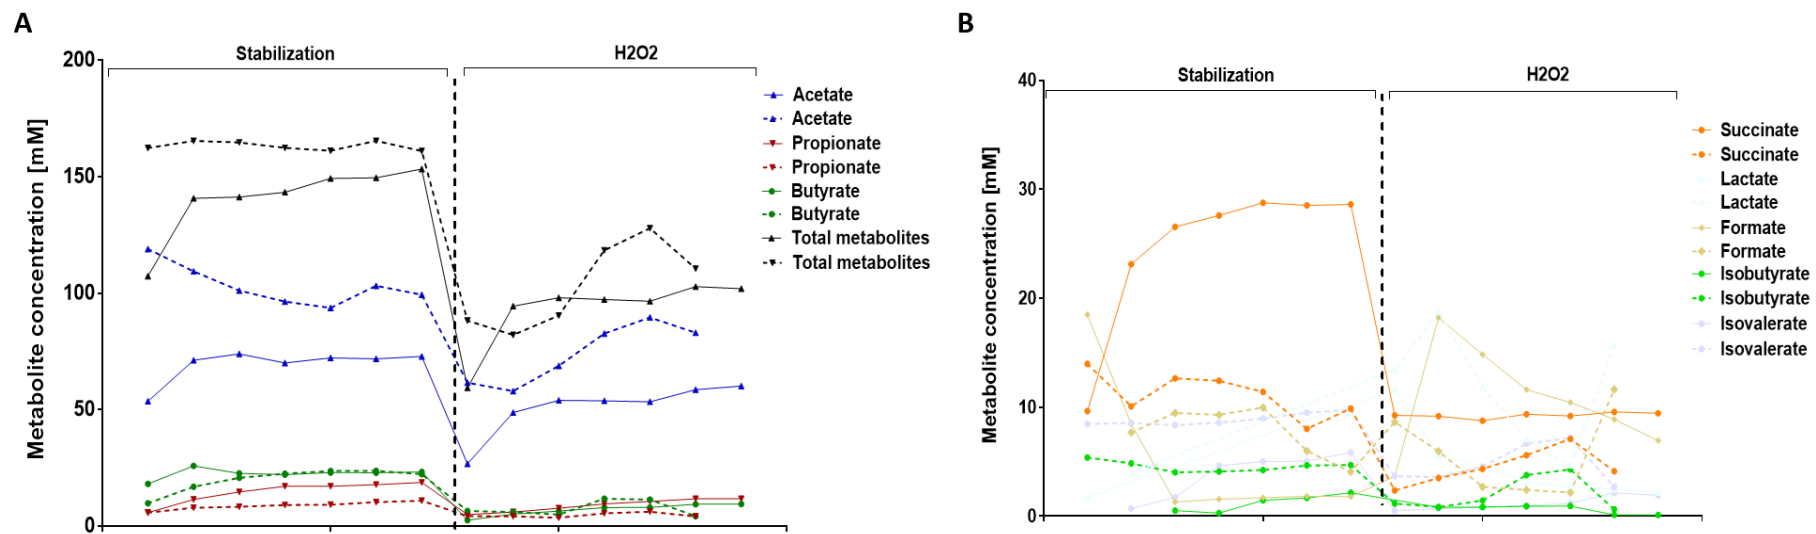 A
Stabilization
H2O2
Metabolite concentration [mM]
200
150
100
50
0
Acetate
Acetate
Propionate
Propionate
Butyrate
Butyrate
Total metabolites
Total metabolites
B
Stabilization
H2O2
Metabolite concentration [mM]
40
30
20
10
0
Succinate
Succinate
Lactate
Lactate
Formate
Formate
Isobutyrate
Isobutyrate
Isovalerate
Isovalerate